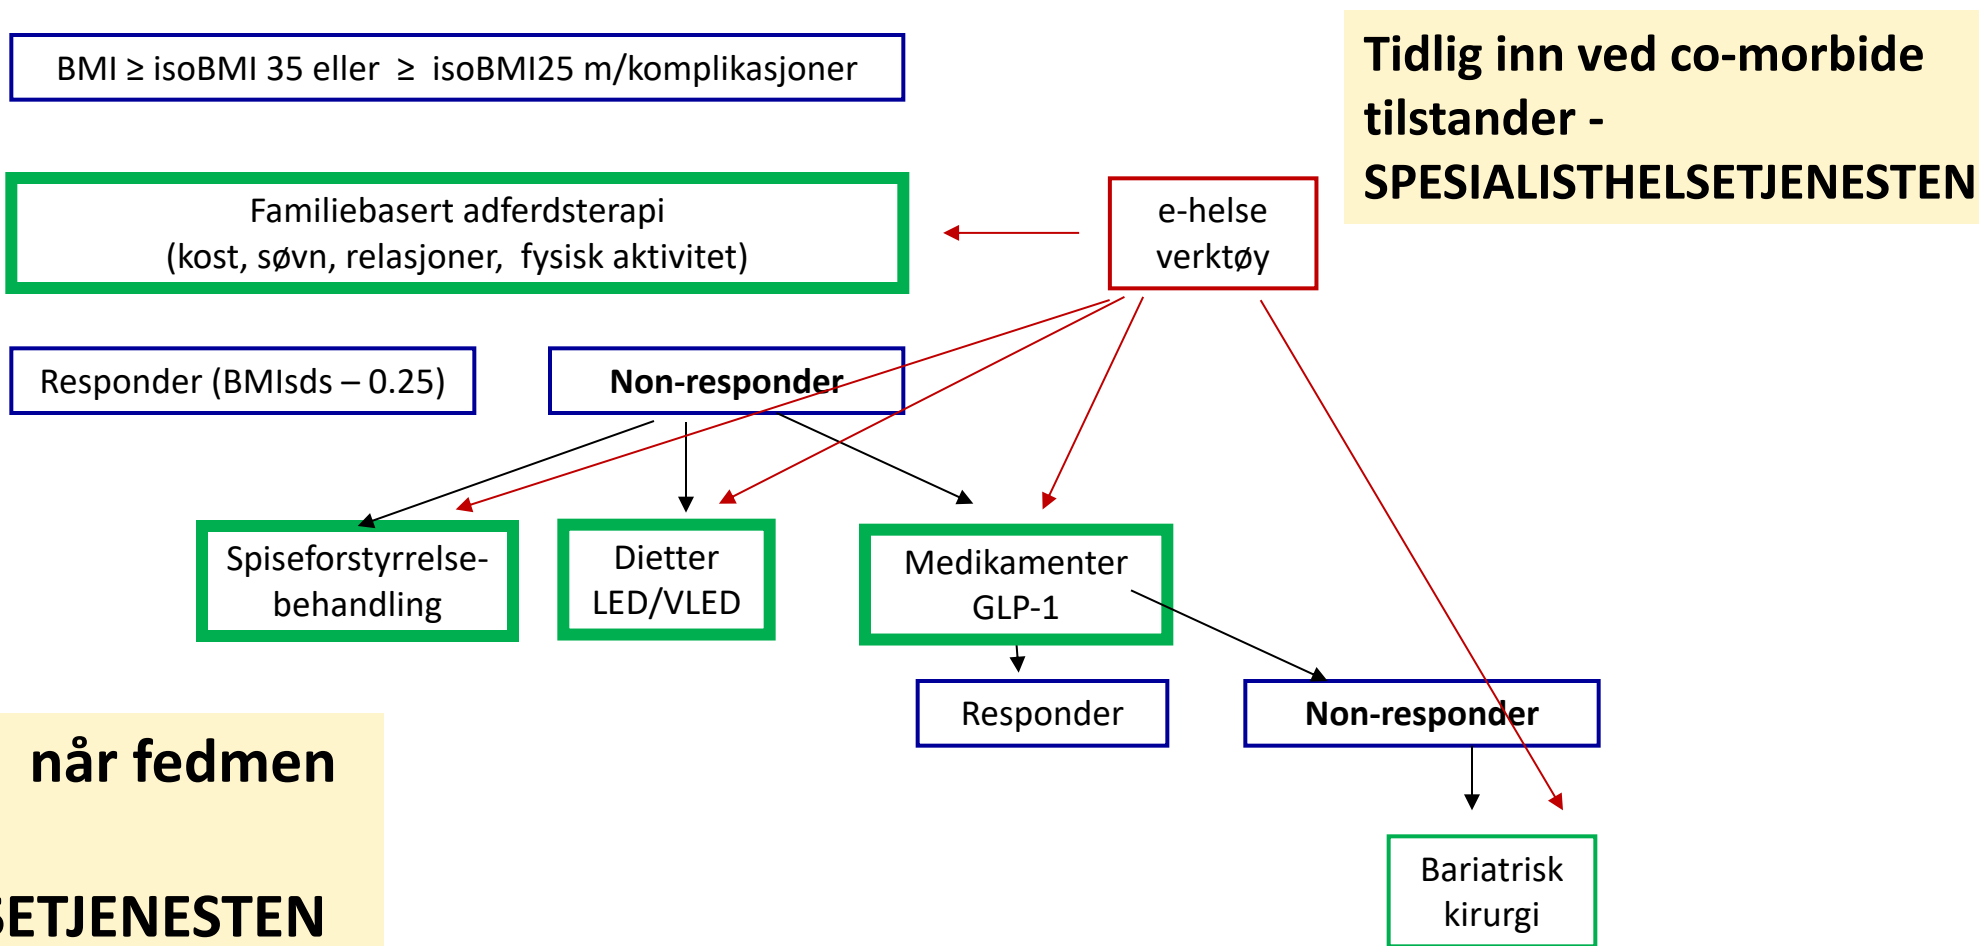 BMI ≥ isoBMI 35 eller ≥ isoBMI25 m/komplikasjoner
Tidlig inn ved co-morbide
tilstander -
SPESIALISTHELSETJENESTEN
Familiebasert adferdsterapi
(kost, søvn, relasjoner, fysisk aktivitet)
e-helse
verktøy
Responder (BMIsds – 0.25)
Non-responder
Spiseforstyrrelse-
behandling
Dietter
LED/VLED
Medikamenter
GLP-1
Responder
Non-responder
når fedmen
SETJENESTEN
Bariatrisk
kirurgi